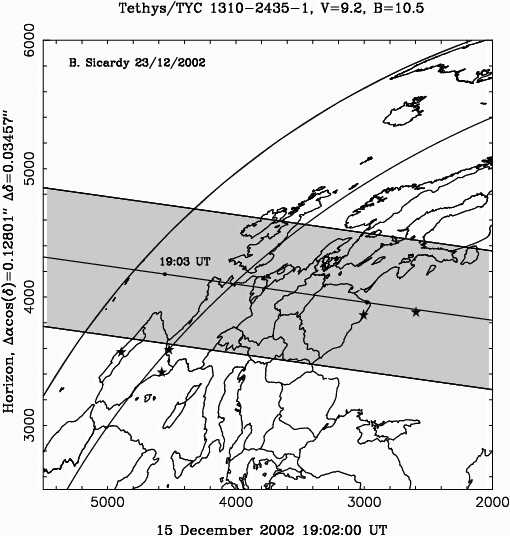 Tethys/TYC 1310-2435-1, V=9.2, B=10.5
6000
B. Sicardy 23/12/2002
5000
19:03 UT
4000
Horizon, Δαcos(δ)=0.12801" Δδ=0.03457"
3000
5000 4000 3000 2000
15 December 2002 19:02:00 UT